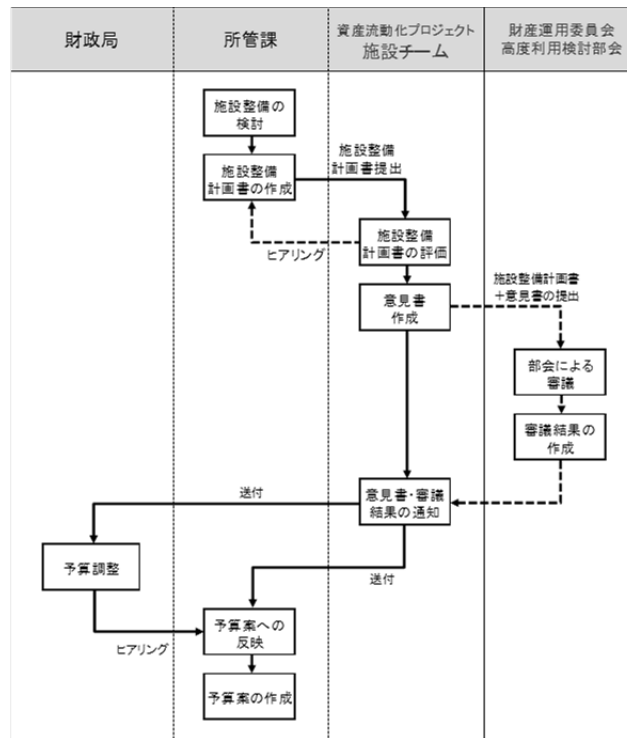 財政局
所管課
資産流動化プロジェクト
施設チーム
財産運用委員会
高度利用検討部会
施設整備の
検討
施設整備
計画書の作成
施設整備
計画書提出
ヒアリング
施設整備
計画書の評価
意見書
作成
施設整備計画書
+意見書の提出
部会による
審議
審議結果の
作成
意見書・審議
結果の通知
送付
予算調整
送付
ヒアリング
予算案への
反映
予算案の作成